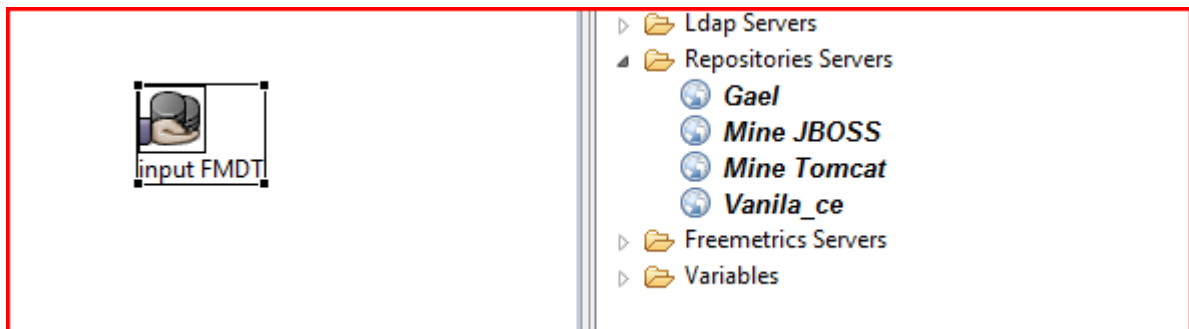 input FMDT
Ldap Servers
Repositories Servers
Gael
Mine JBOSS
Mine Tomcat
Vanila_ce
Freemetrics Servers
Variables